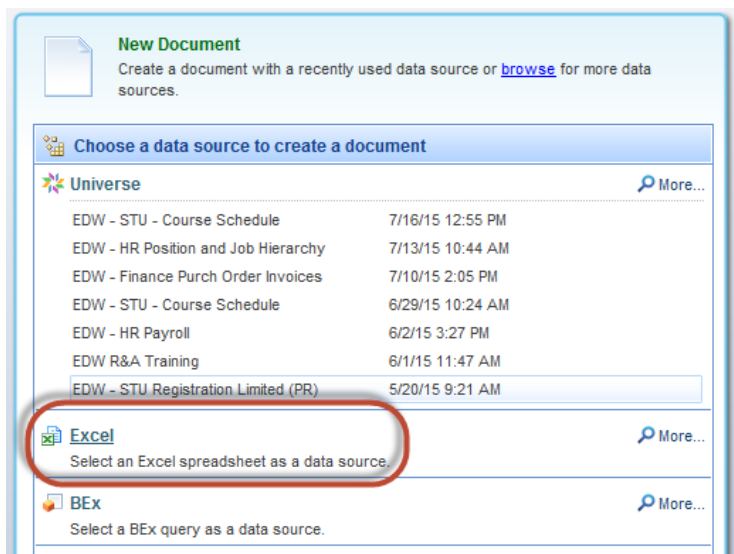 New Document
Create a document with a recently used data source or browse for more data
sources.
Choose a data source to create a document
Universe More...
EDW - STU - Course Schedule 7/16/15 12:55 PM
EDW - HR Position and Job Hierarchy 7/13/15 10:44 AM
EDW - Finance Purch Order Invoices 7/10/15 2:05 PM
EDW - STU - Course Schedule 6/29/15 10:24 AM
EDW - HR Payroll 6/2/15 3:27 PM
EDW R&A Training 6/1/15 11:47 AM
EDW - STU Registration Limited (PR) 5/20/15 9:21 AM
Excel More...
Select an Excel spreadsheet as a data source.
BEx More...
Select a BEx query as a data source.